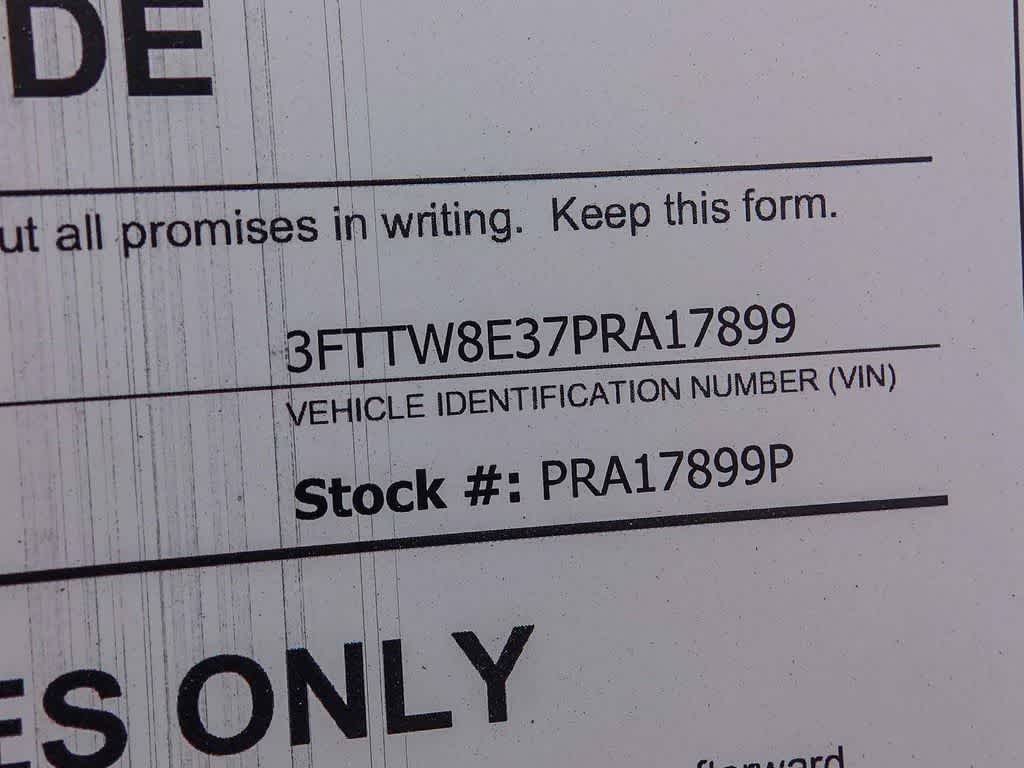 DE
ut all promises in writing. Keep this form.
3FTTW8E37PRA17899
VEHICLE IDENTIFICATION NUMBER (VIN)
Stock #: PRA17899P
ES ONLY